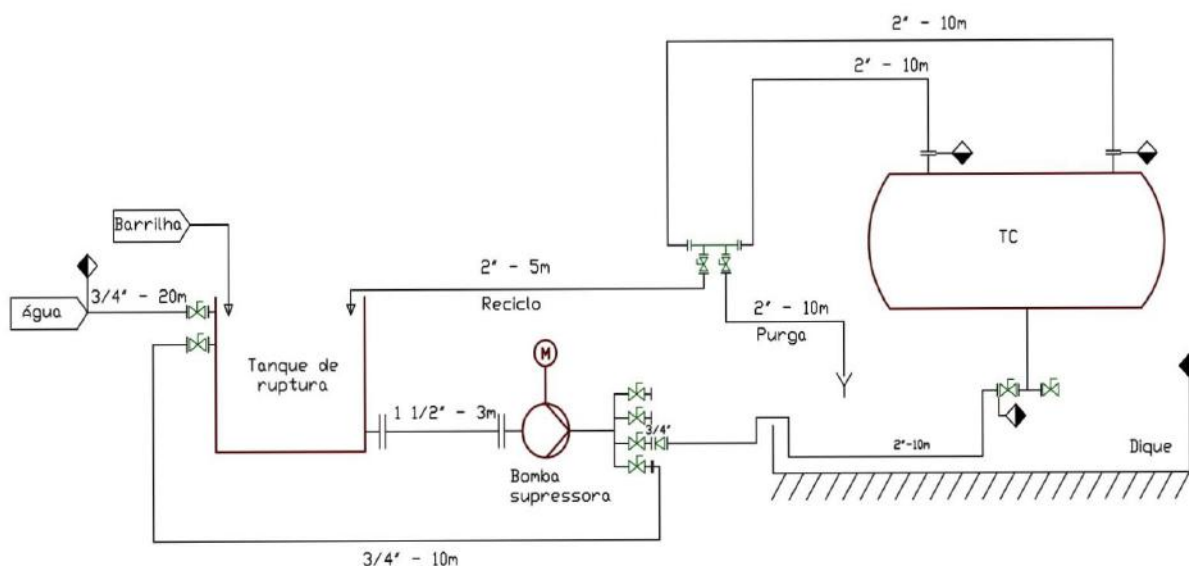 2" - 10m
2" - 10m
Barrilha
água
3/4" - 20m
2" - 5m
Reciclo
2" - 10m
Purga
TC
Tanque de
ruptura
M
1 1/2" - 3m
3/4"
Bomba
supressora
2"-10m
Dique
3/4" - 10m